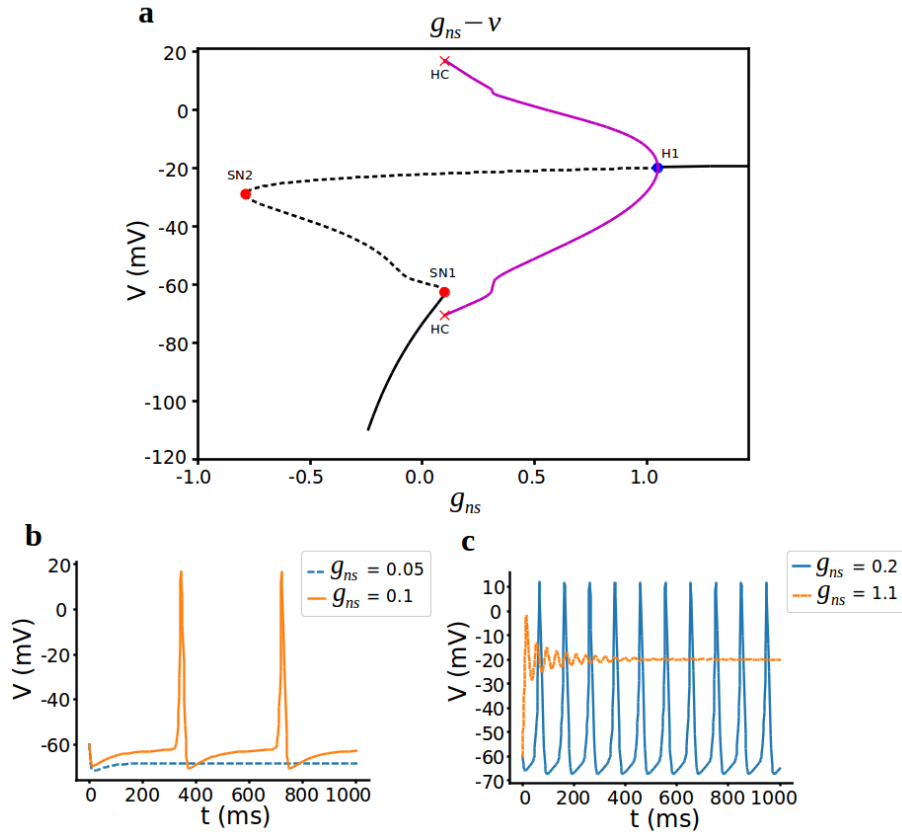 a
g_ns − v
20
0
-20
-40
-60
-80
-100
-120
V (mV)
HC
H1
SN2
SN1
HC
-1.0 -0.5 0.0 0.5 1.0
g_ns
b
g_ns = 0.05
g_ns = 0.1
20
0
-20
-40
-60
V (mV)
0 200 400 600 800 1000
t (ms)
c
g_ns = 0.2
g_ns = 1.1
10
0
-10
-20
-30
-40
-50
-60
-70
V (mV)
0 200 400 600 800 1000
t (ms)